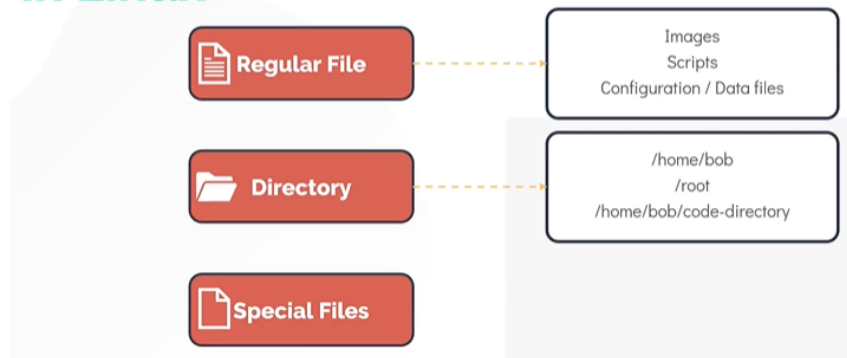 Regular File
Images
Scripts
Configuration / Data files
Directory
/home/bob
/root
/home/bob/code-directory
Special Files